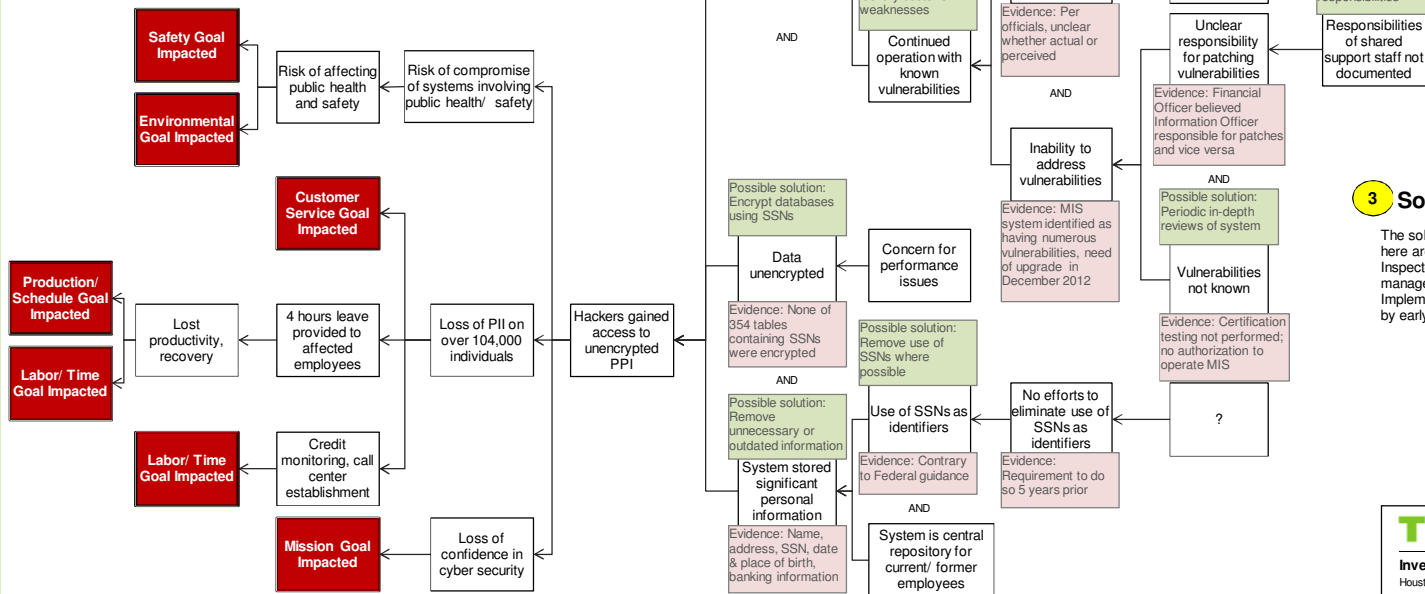 Safety Goal
Impacted
Environmental
Goal Impacted
Risk of affecting
public health
and safety
Risk of compromise
of systems involving
public health/ safety
Customer
Service Goal
Impacted
Production/
Schedule Goal
Impacted
Labor/ Time
Goal Impacted
Lost
productivity,
recovery
4 hours leave
provided to
affected
employees
Loss of PII on
over 104,000
individuals
Hackers gained
access to
unencrypted
PPI
Labor/ Time
Goal Impacted
Credit
monitoring, call
center
establishment
Mission Goal
Impacted
Loss of
confidence in
cyber security
AND
weaknesses
Continued
operation with
known
vulnerabilities
Evidence: Per
officials, unclear
whether actual or
perceived
AND
Unclear
responsibility
for patching
vulnerabilities
Evidence: Financial
Officer believed
Information Officer
responsible for patches
and vice versa
Responsibilities
of shared
support staff not
documented
Inability to
address
vulnerabilities
Evidence: MIS
system identified as
having numerous
vulnerabilities, need
of upgrade in
December 2012
AND
Possible solution:
Periodic in-depth
reviews of system
Vulnerabilities
not known
Evidence: Certification
testing not performed;
no authorization to
operate MIS
Possible solution:
Encrypt databases
using SSNs
Data
unencrypted
Evidence: None of
354 tables
containing SSNs
were encrypted
Concern for
performance
issues
AND
Possible solution:
Remove
unnecessary or
outdated information
System stored
significant
personal
information
Evidence: Name,
address, SSN, date
& place of birth,
banking information
Possible solution:
Remove use of
SSNs where
possible
Use of SSNs as
identifiers
Evidence: Contrary
to Federal guidance
AND
System is central
repository for
current/ former
employees
No efforts to
eliminate use of
SSNs as
identifiers
Evidence:
Requirement to do
so 5 years prior
?
3 So
The sol
here are
Inspect
manage
Implem
by early
T
Inve
Houst